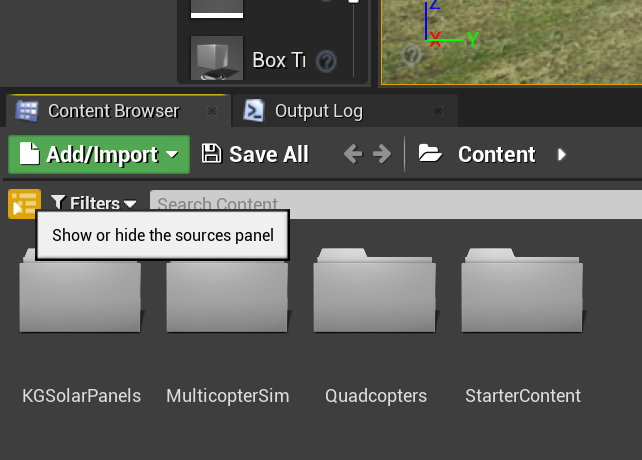 Z
X Y
Box Tr
Content Browser Output Log
Add/Import Save All Content
Filters Search Content
Show or hide the sources panel
KGSolarPanels MulticopterSim Quadcopters StarterContent